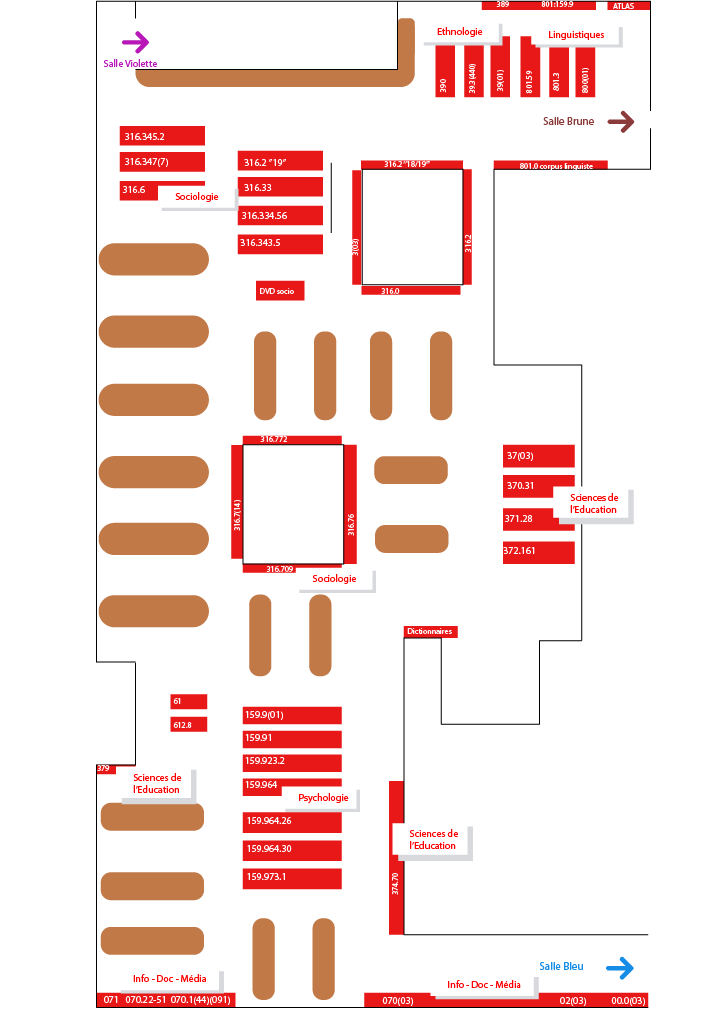 389 801:159.9 ATLAS
Ethnologie
Linguistiques
Salle Violette
390
39.3(440)
39(01)
801.59
801.3
800(01)
Salle Brune
316.345.2
316.347(7)
316.6
Sociologie
316.2 "19"
316.33
316.334.56
316.343.5
316.2"18/19"
3(03)
316.2
316.0
801.0 corpus linguiste
DVD socio
316.772
316.7(14)
316.76
316.709
Sociologie
37(03)
370.31
371.28
372.161
Sciences de
l'Education
Dictionnaires
61
612.8
379
Sciences de
l'Education
159.9(01)
159.91
159.923.2
159.964
Psychologie
159.964.26
159.964.30
159.973.1
Sciences de
l'Education
374.70
Salle Bleu
Info - Doc - Média
071 070.22-51 070.1(44)(091)
Info - Doc - Média
070(03) 02(03) 00.0(03)